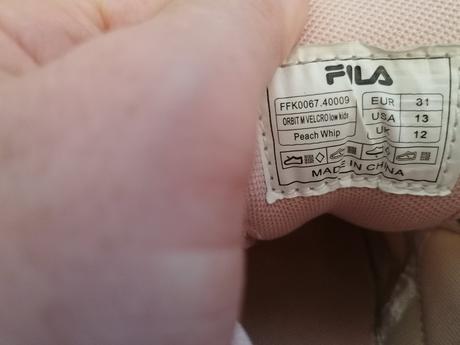 FILA
FFK0067.40009 EUR 31
ORBIT M VELCRO low kids USA 13
Peach Whip UK 12
MADE IN CHINA